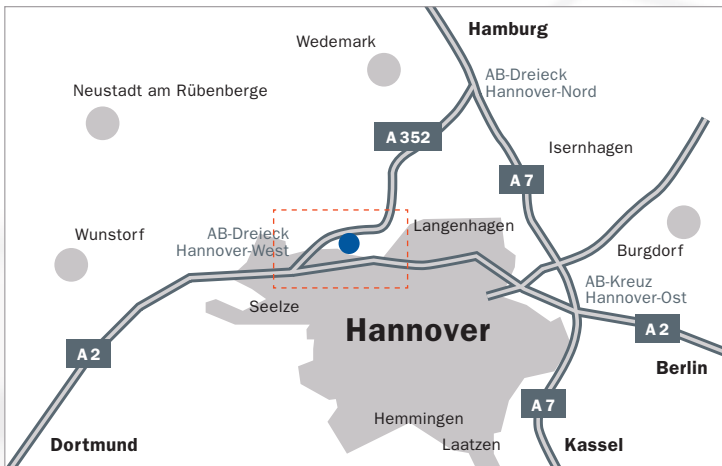 Hamburg
Wedemark
AB-Dreieck
Hannover-Nord
Neustadt am Rübenberge
A 352
Isernhagen
A 7
Langenhagen
AB-Dreieck
Hannover-West
Wunstorf
Burgdorf
AB-Kreuz
Hannover-Ost
Seelze
Hannover
A 2
A 2
Berlin
A 7
Hemmingen
Dortmund
Laatzen
Kassel